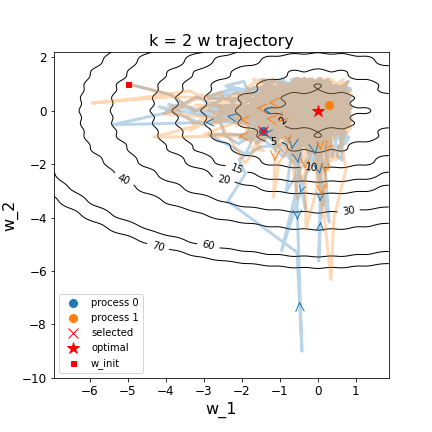 k = 2 w trajectory
w_2
2
0
−2
−4
−6
−8
−10
2
5
10
15
20
30
40
60
70
process 0
process 1
selected
optimal
w_init
−6 −5 −4 −3 −2 −1 0 1
w_1